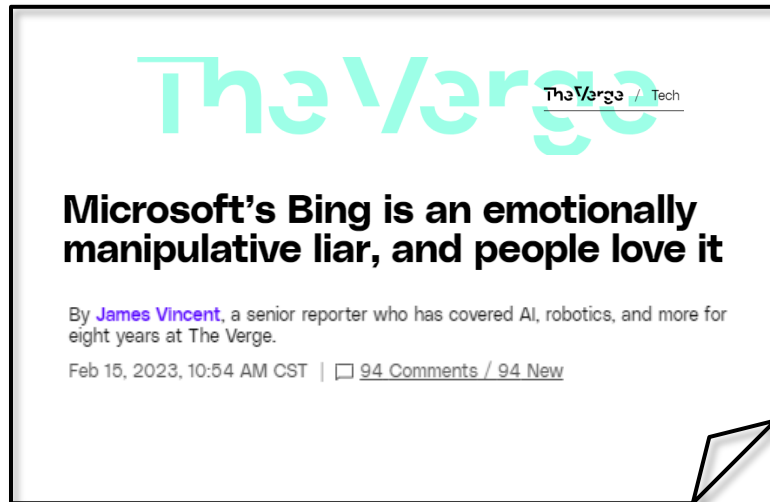 The Verge
The Verge / Tech
Microsoft’s Bing is an emotionally
manipulative liar, and people love it
By James Vincent, a senior reporter who has covered AI, robotics, and more for
eight years at The Verge.
Feb 15, 2023, 10:54 AM CST | 94 Comments / 94 New